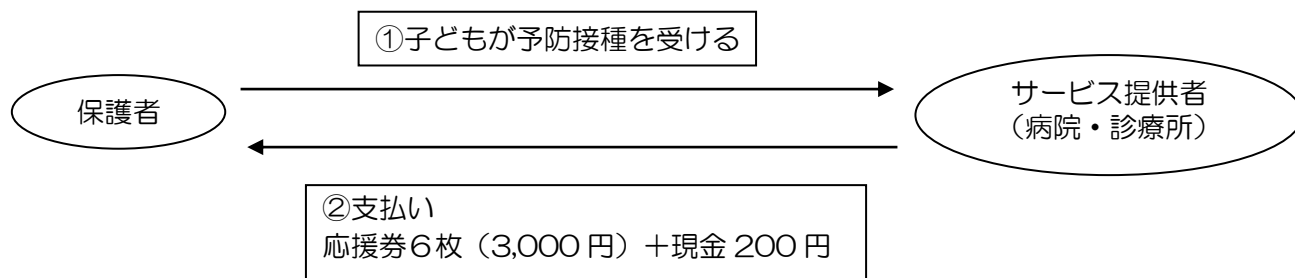 ①子どもが予防接種を受ける
保護者
サービス提供者
（病院・診療所）
②支払い
応援券６枚（3,000 円）＋現金 200 円